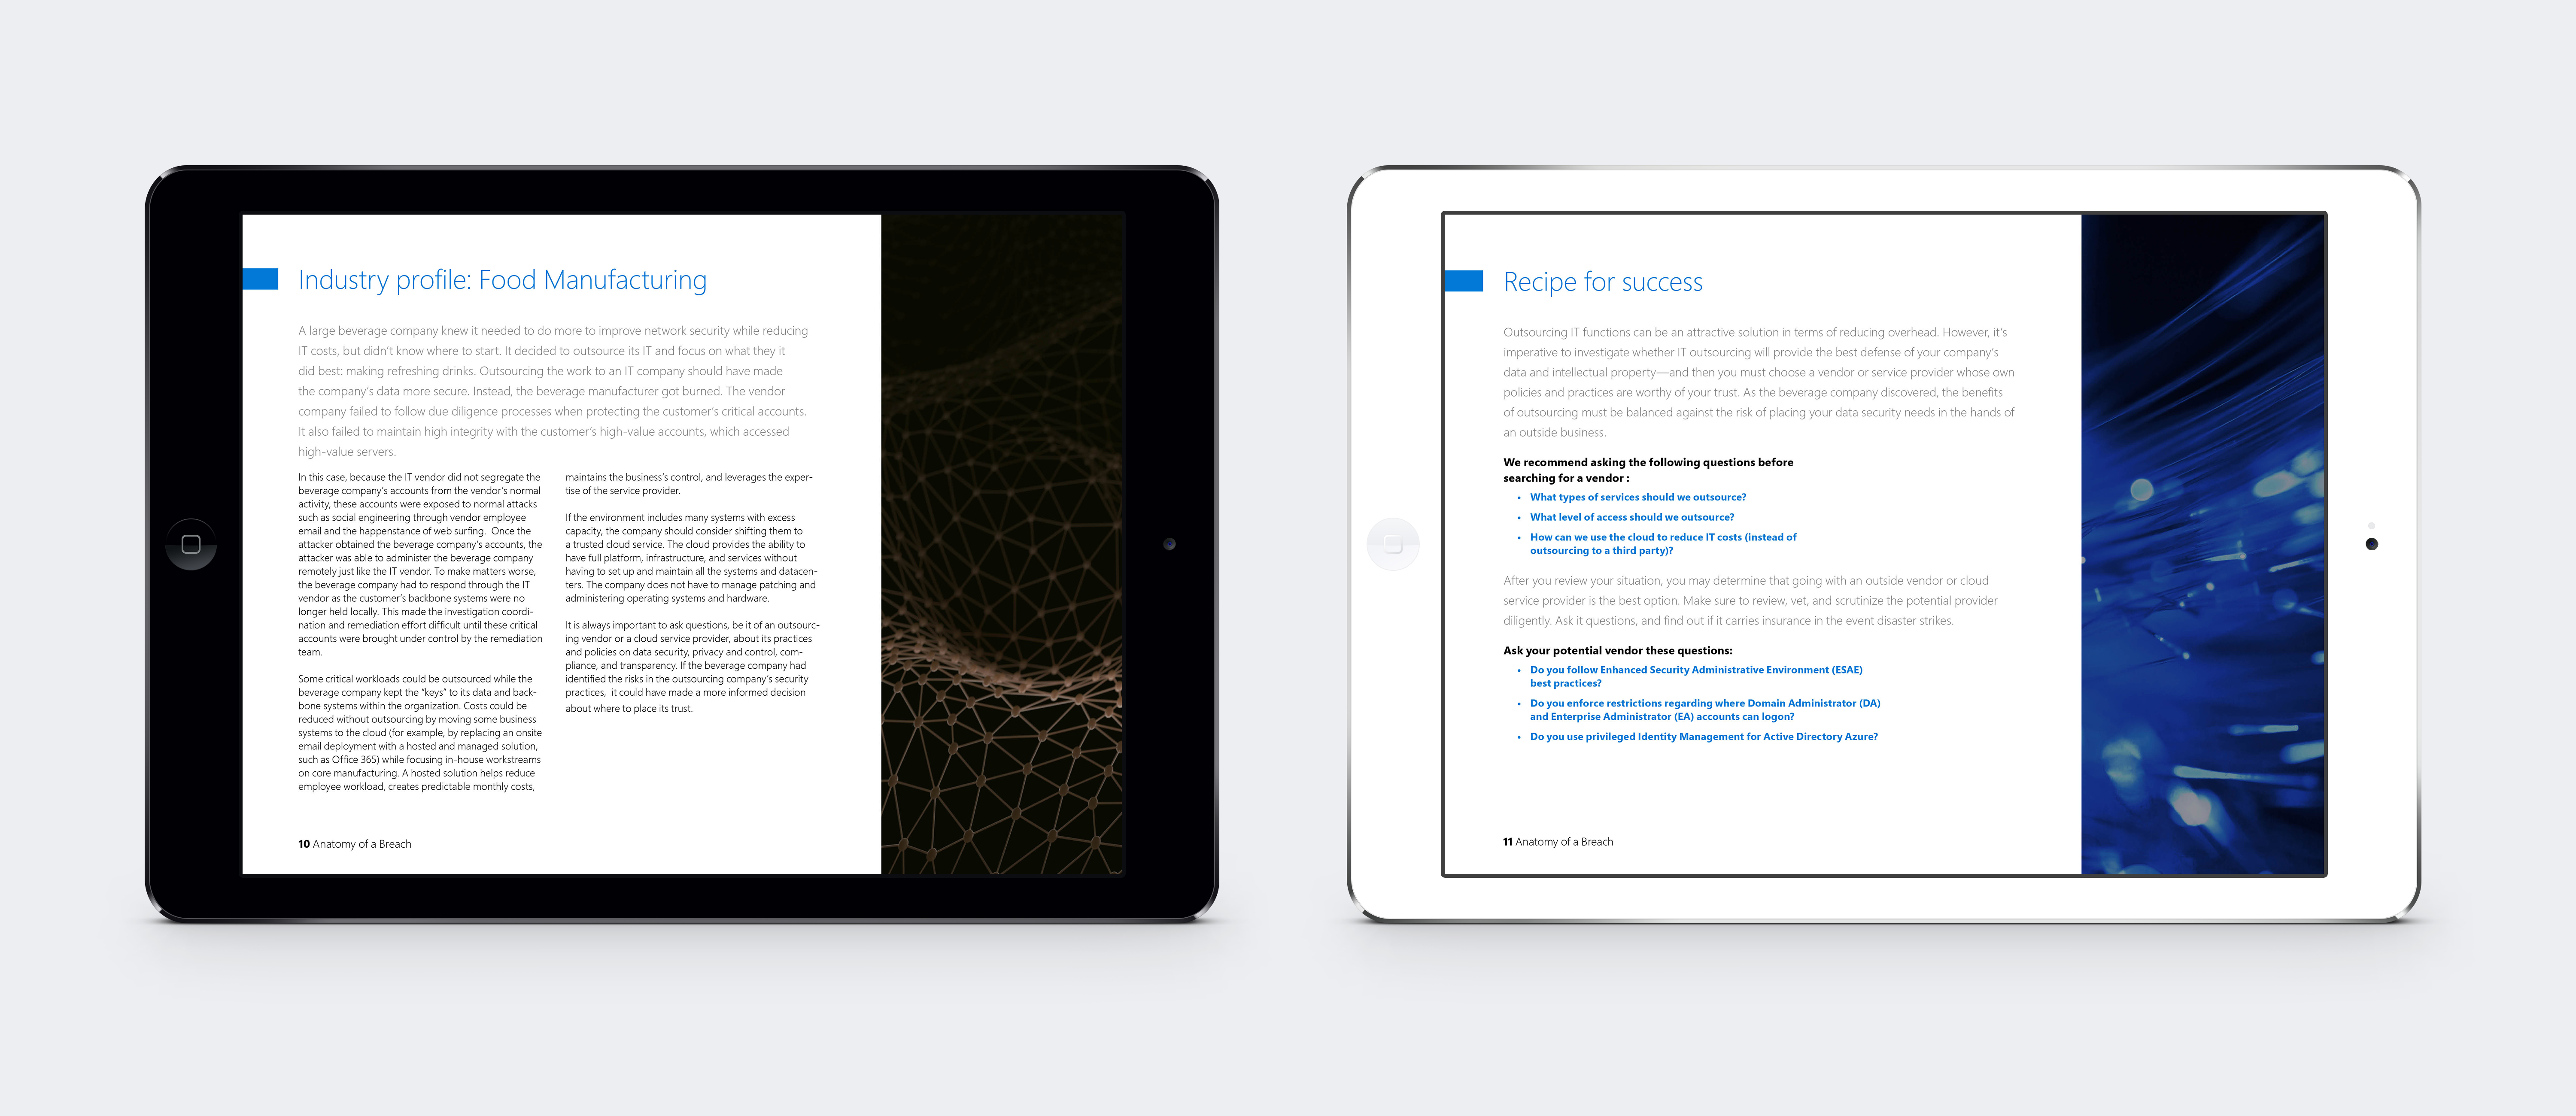 Industry profile: Food Manufacturing
A large beverage company knew it needed to do more to improve network security while reducing
IT costs, but didn't know where to start. It decided to outsource its IT and focus on what they it
did best: making refreshing drinks. Outsourcing the work to an IT company should have made
the company's data more secure. Instead, the beverage manufacturer got burned. The vendor
company failed to follow due diligence processes when protecting the customer's critical accounts.
It also failed to maintain high integrity with the customer's high-value accounts, which accessed
high-value servers.
In this case, because the IT vendor did not segregate the
beverage company's accounts from the vendor's normal
activity, these accounts were exposed to normal attacks
such as social engineering through vendor employee
email and the happenstance of web surfing.  Once the
attacker obtained the beverage company's accounts, the
attacker was able to administer the beverage company
remotely just like the IT vendor. To make matters worse,
the beverage company had to respond through the IT
vendor as the customer's backbone systems were no
longer held locally. This made the investigation coordi-
nation and remediation effort difficult until these critical
accounts were brought under control by the remediation
team.
Some critical workloads could be outsourced while the
beverage company kept the "keys" to its data and back-
bone systems within the organization. Costs could be
reduced without outsourcing by moving some business
systems to the cloud (for example, by replacing an onsite
email deployment with a hosted and managed solution,
such as Office 365) while focusing in-house workstreams
on core manufacturing. A hosted solution helps reduce
employee workload, creates predictable monthly costs,
maintains the business's control, and leverages the exper-
tise of the service provider.
If the environment includes many systems with excess
capacity, the company should consider shifting them to
a trusted cloud service. The cloud provides the ability to
have full platform, infrastructure, and services without
having to set up and maintain all the systems and datacen-
ters. The company does not have to manage patching and
administering operating systems and hardware.
It is always important to ask questions, be it of an outsourc-
ing vendor or a cloud service provider, about its practices
and policies on data security, privacy and control, com-
pliance, and transparency. If the beverage company had
identified the risks in the outsourcing company's security
practices,  it could have made a more informed decision
about where to place its trust.
10 Anatomy of a Breach
Recipe for success
Outsourcing IT functions can be an attractive solution in terms of reducing overhead. However, it's
imperative to investigate whether IT outsourcing will provide the best defense of your company's
data and intellectual property—and then you must choose a vendor or service provider whose own
policies and practices are worthy of your trust. As the beverage company discovered, the benefits
of outsourcing must be balanced against the risk of placing your data security needs in the hands of
an outside business.
We recommend asking the following questions before
searching for a vendor :
• What types of services should we outsource?
• What level of access should we outsource?
• How can we use the cloud to reduce IT costs (instead of
outsourcing to a third party)?
After you review your situation, you may determine that going with an outside vendor or cloud
service provider is the best option. Make sure to review, vet, and scrutinize the potential provider
diligently. Ask it questions, and find out if it carries insurance in the event disaster strikes.
Ask your potential vendor these questions:
• Do you follow Enhanced Security Administrative Environment (ESAE)
best practices?
• Do you enforce restrictions regarding where Domain Administrator (DA)
and Enterprise Administrator (EA) accounts can logon?
• Do you use privileged Identity Management for Active Directory Azure?
11 Anatomy of a Breach